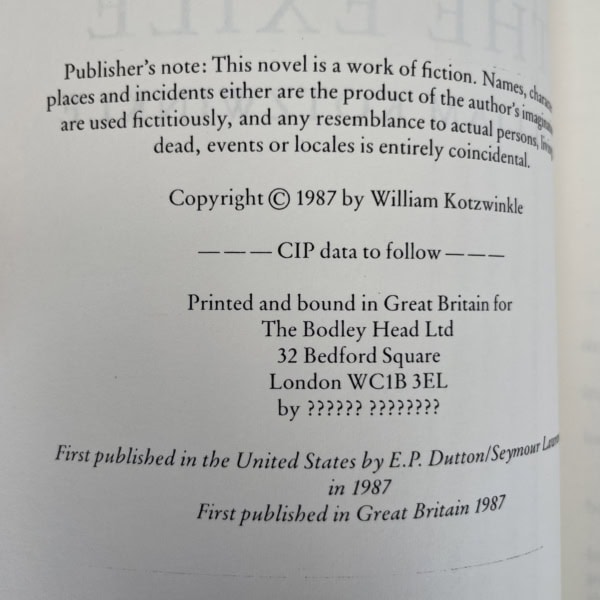 THE EXILE
Publisher's note: This novel is a work of fiction. Names,
places and incidents either are the product of the author's
are used fictitiously, and any resemblance to actual persons,
dead, events or locales is entirely coincidental.
Copyright © 1987 by William Kotzwinkle
— — — CIP data to follow — — —
Printed and bound in Great Britain for
The Bodley Head Ltd
32 Bedford Square
London WC1B 3EL
by ?????? ????????
First published in the United States by E.P. Dutton/Seymour
in 1987
First published in Great Britain 1987